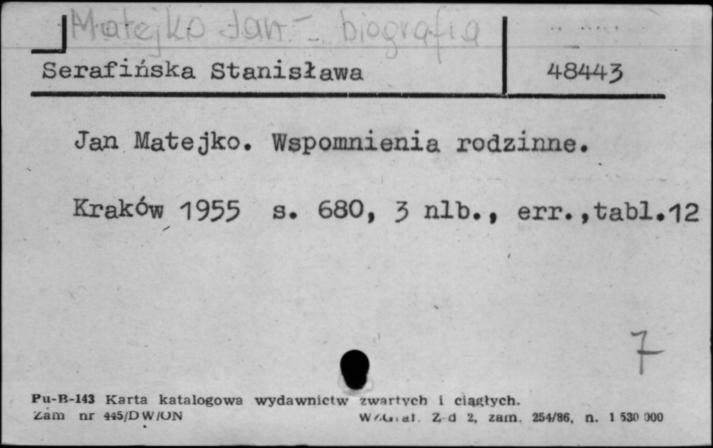 Matejko Jan - biografia
Serafińska Stanisława 48443
Jan Matejko. Wspomnienia rodzinne.
Kraków 1955 s. 680, 3 nlb., err.,tabl.12
7
Pu-B-143 Karta katalogowa wydawnictw zwartych i ciągłych.
Zam nr 445/DW/UN Z-d 2, zam. 254/86, n. 1 530 000